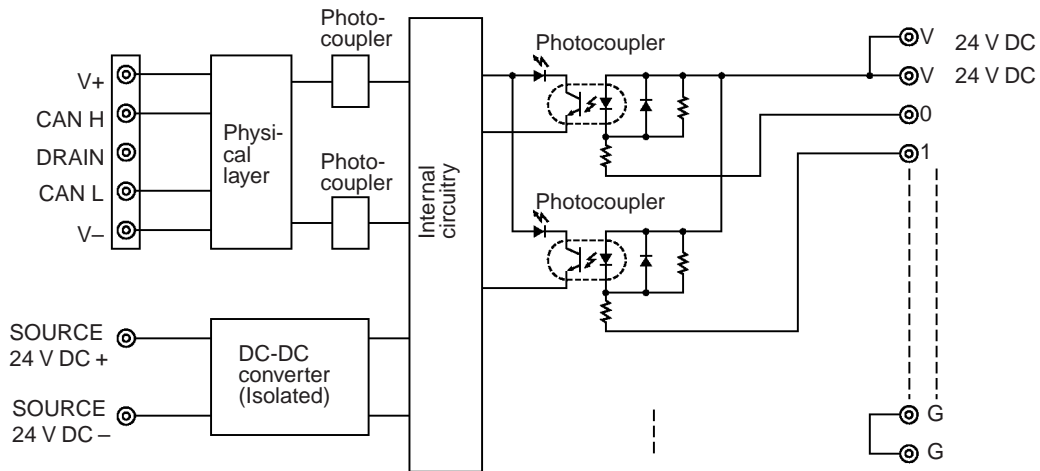 Photo-
coupler
Photocoupler
V 24 V DC
V+
V 24 V DC
CAN H
Physi-
cal
layer
0
DRAIN
1
CAN L
Photo-
coupler
Photocoupler
V–
Internal
circuitry
SOURCE
24 V DC +
DC-DC
converter
(Isolated)
SOURCE
24 V DC –
G
G